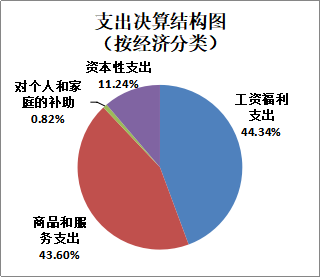 支出决算结构图
（按经济分类）
资本性支出
11.24%
对个人和家
庭的补助
0.82%
工资福利
支出
44.34%
商品和服
务支出
43.60%